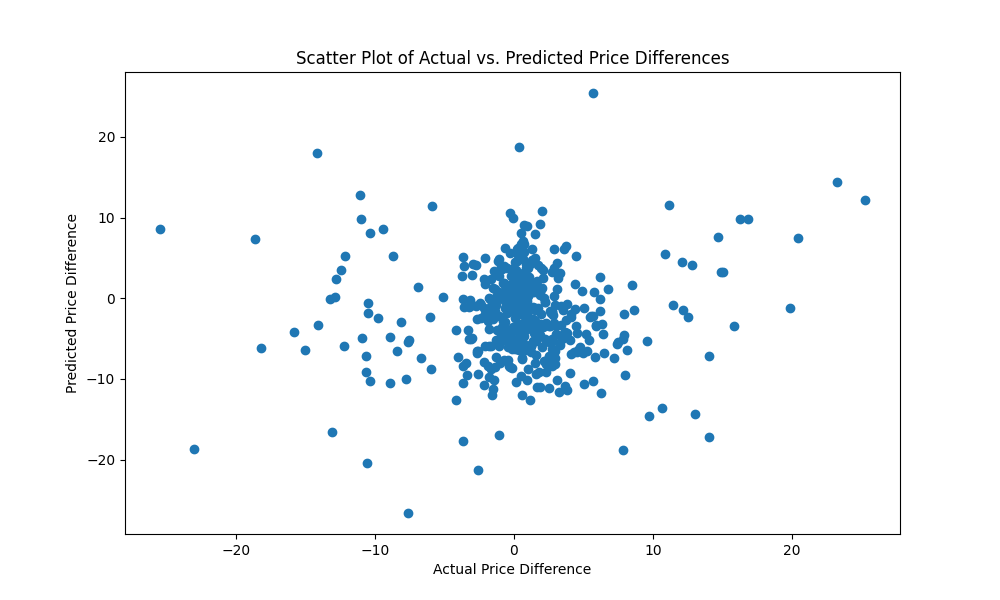 Scatter Plot of Actual vs. Predicted Price Differences
20
10
0
−10
−20
Predicted Price Difference
−20 −10 0 10 20
Actual Price Difference